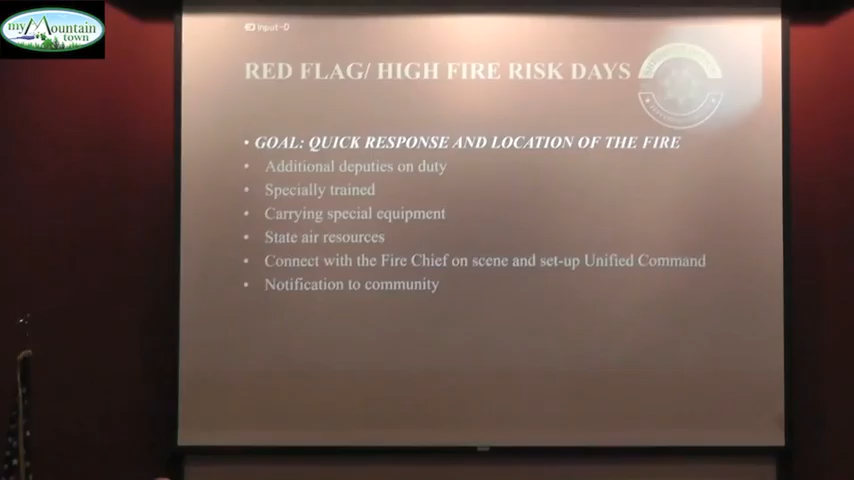 my Mountain
town
Input-D
RED FLAG/ HIGH FIRE RISK DAYS
• GOAL: QUICK RESPONSE AND LOCATION OF THE FIRE
• Additional deputies on duty
• Specially trained
• Carrying special equipment
• State air resources
• Connect with the Fire Chief on scene and set-up Unified Command
• Notification to community